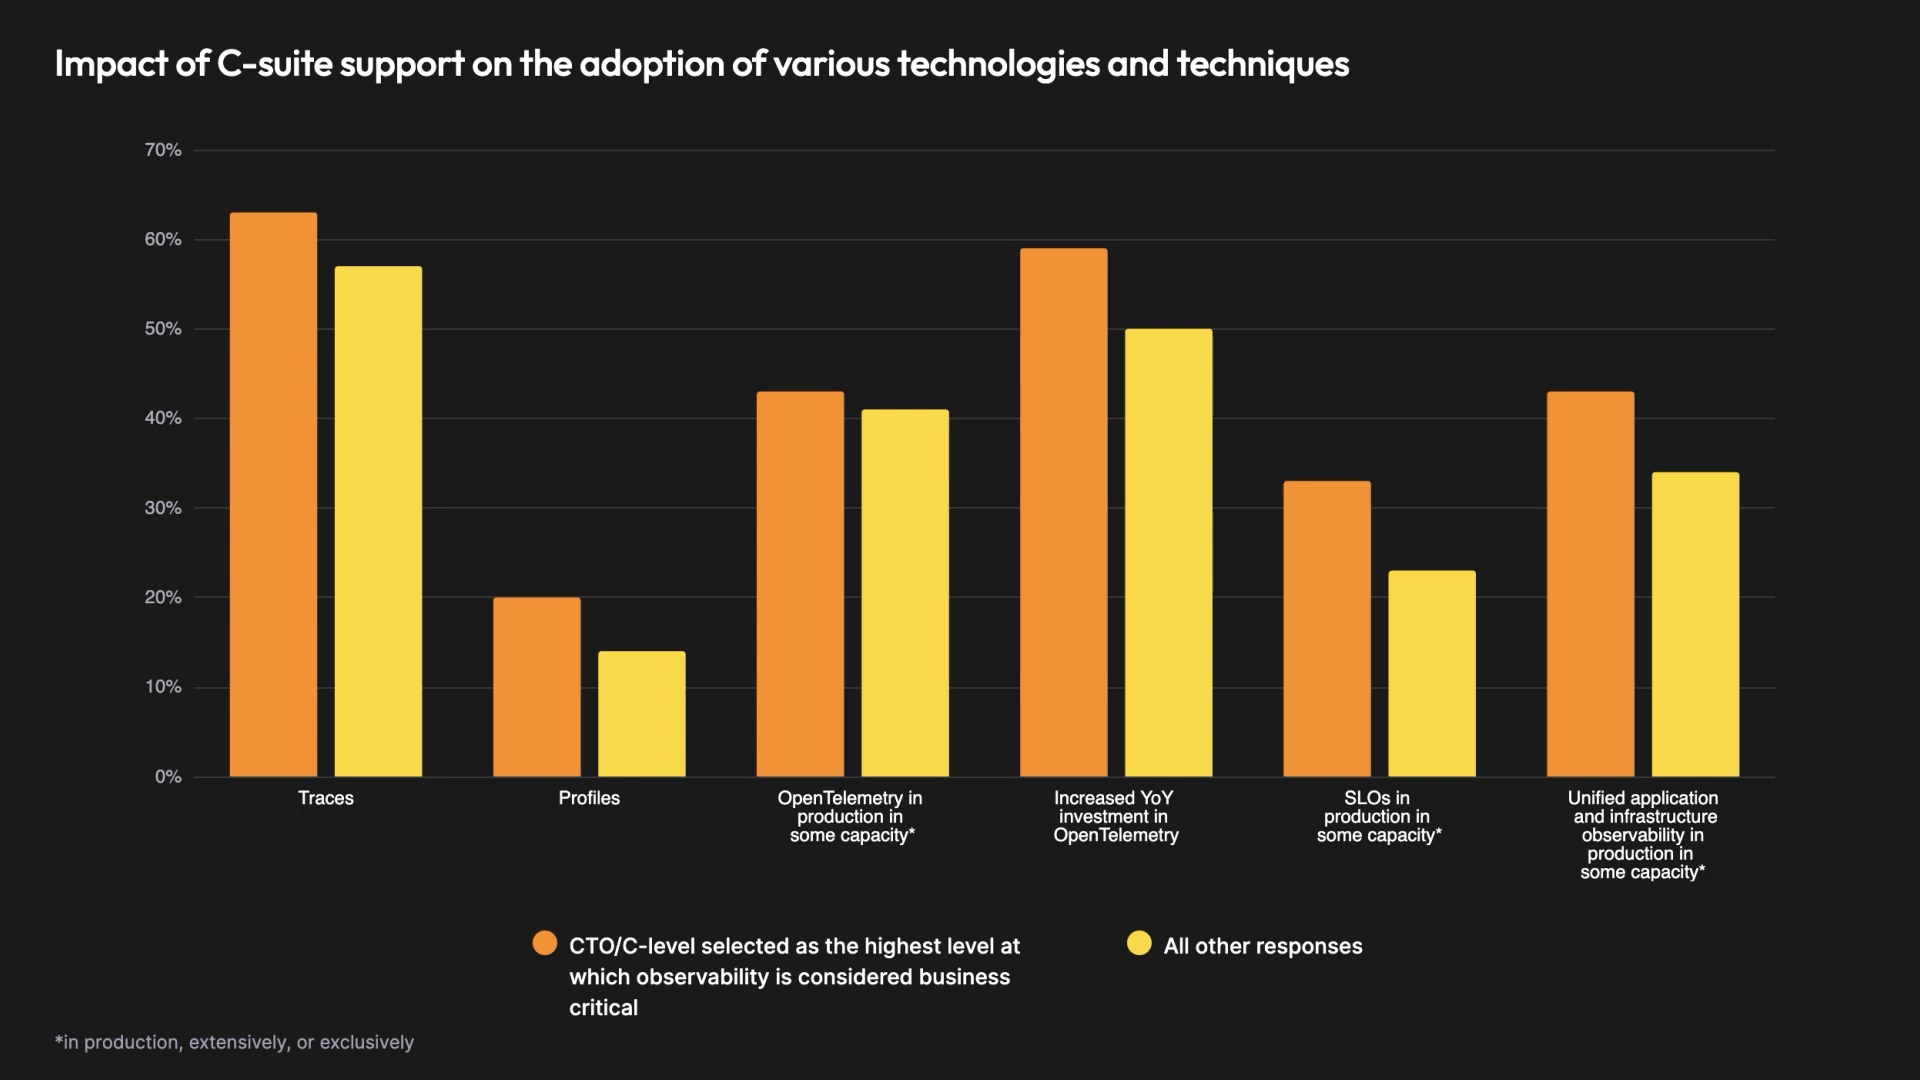 Impact of C-suite support on the adoption of various technologies and techniques
70%
60%
50%
40%
30%
20%
10%
0%
Traces
Profiles
OpenTelemetry in
production in
some capacity*
Increased YoY
investment in
OpenTelemetry
SLOs in
production in
some capacity*
Unified application
and infrastructure
observability in
production in
some capacity*
CTO/C-level selected as the highest level at
which observability is considered business
critical
All other responses
*in production, extensively, or exclusively